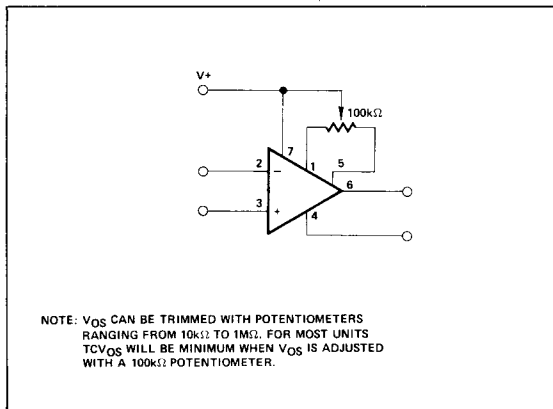 V+
100kΩ
7
1
5
2
−
6
3
+
4
NOTE: VOS CAN BE TRIMMED WITH POTENTIOMETERS
RANGING FROM 10kΩ TO 1MΩ. FOR MOST UNITS
TCVOS WILL BE MINIMUM WHEN VOS IS ADJUSTED
WITH A 100kΩ POTENTIOMETER.